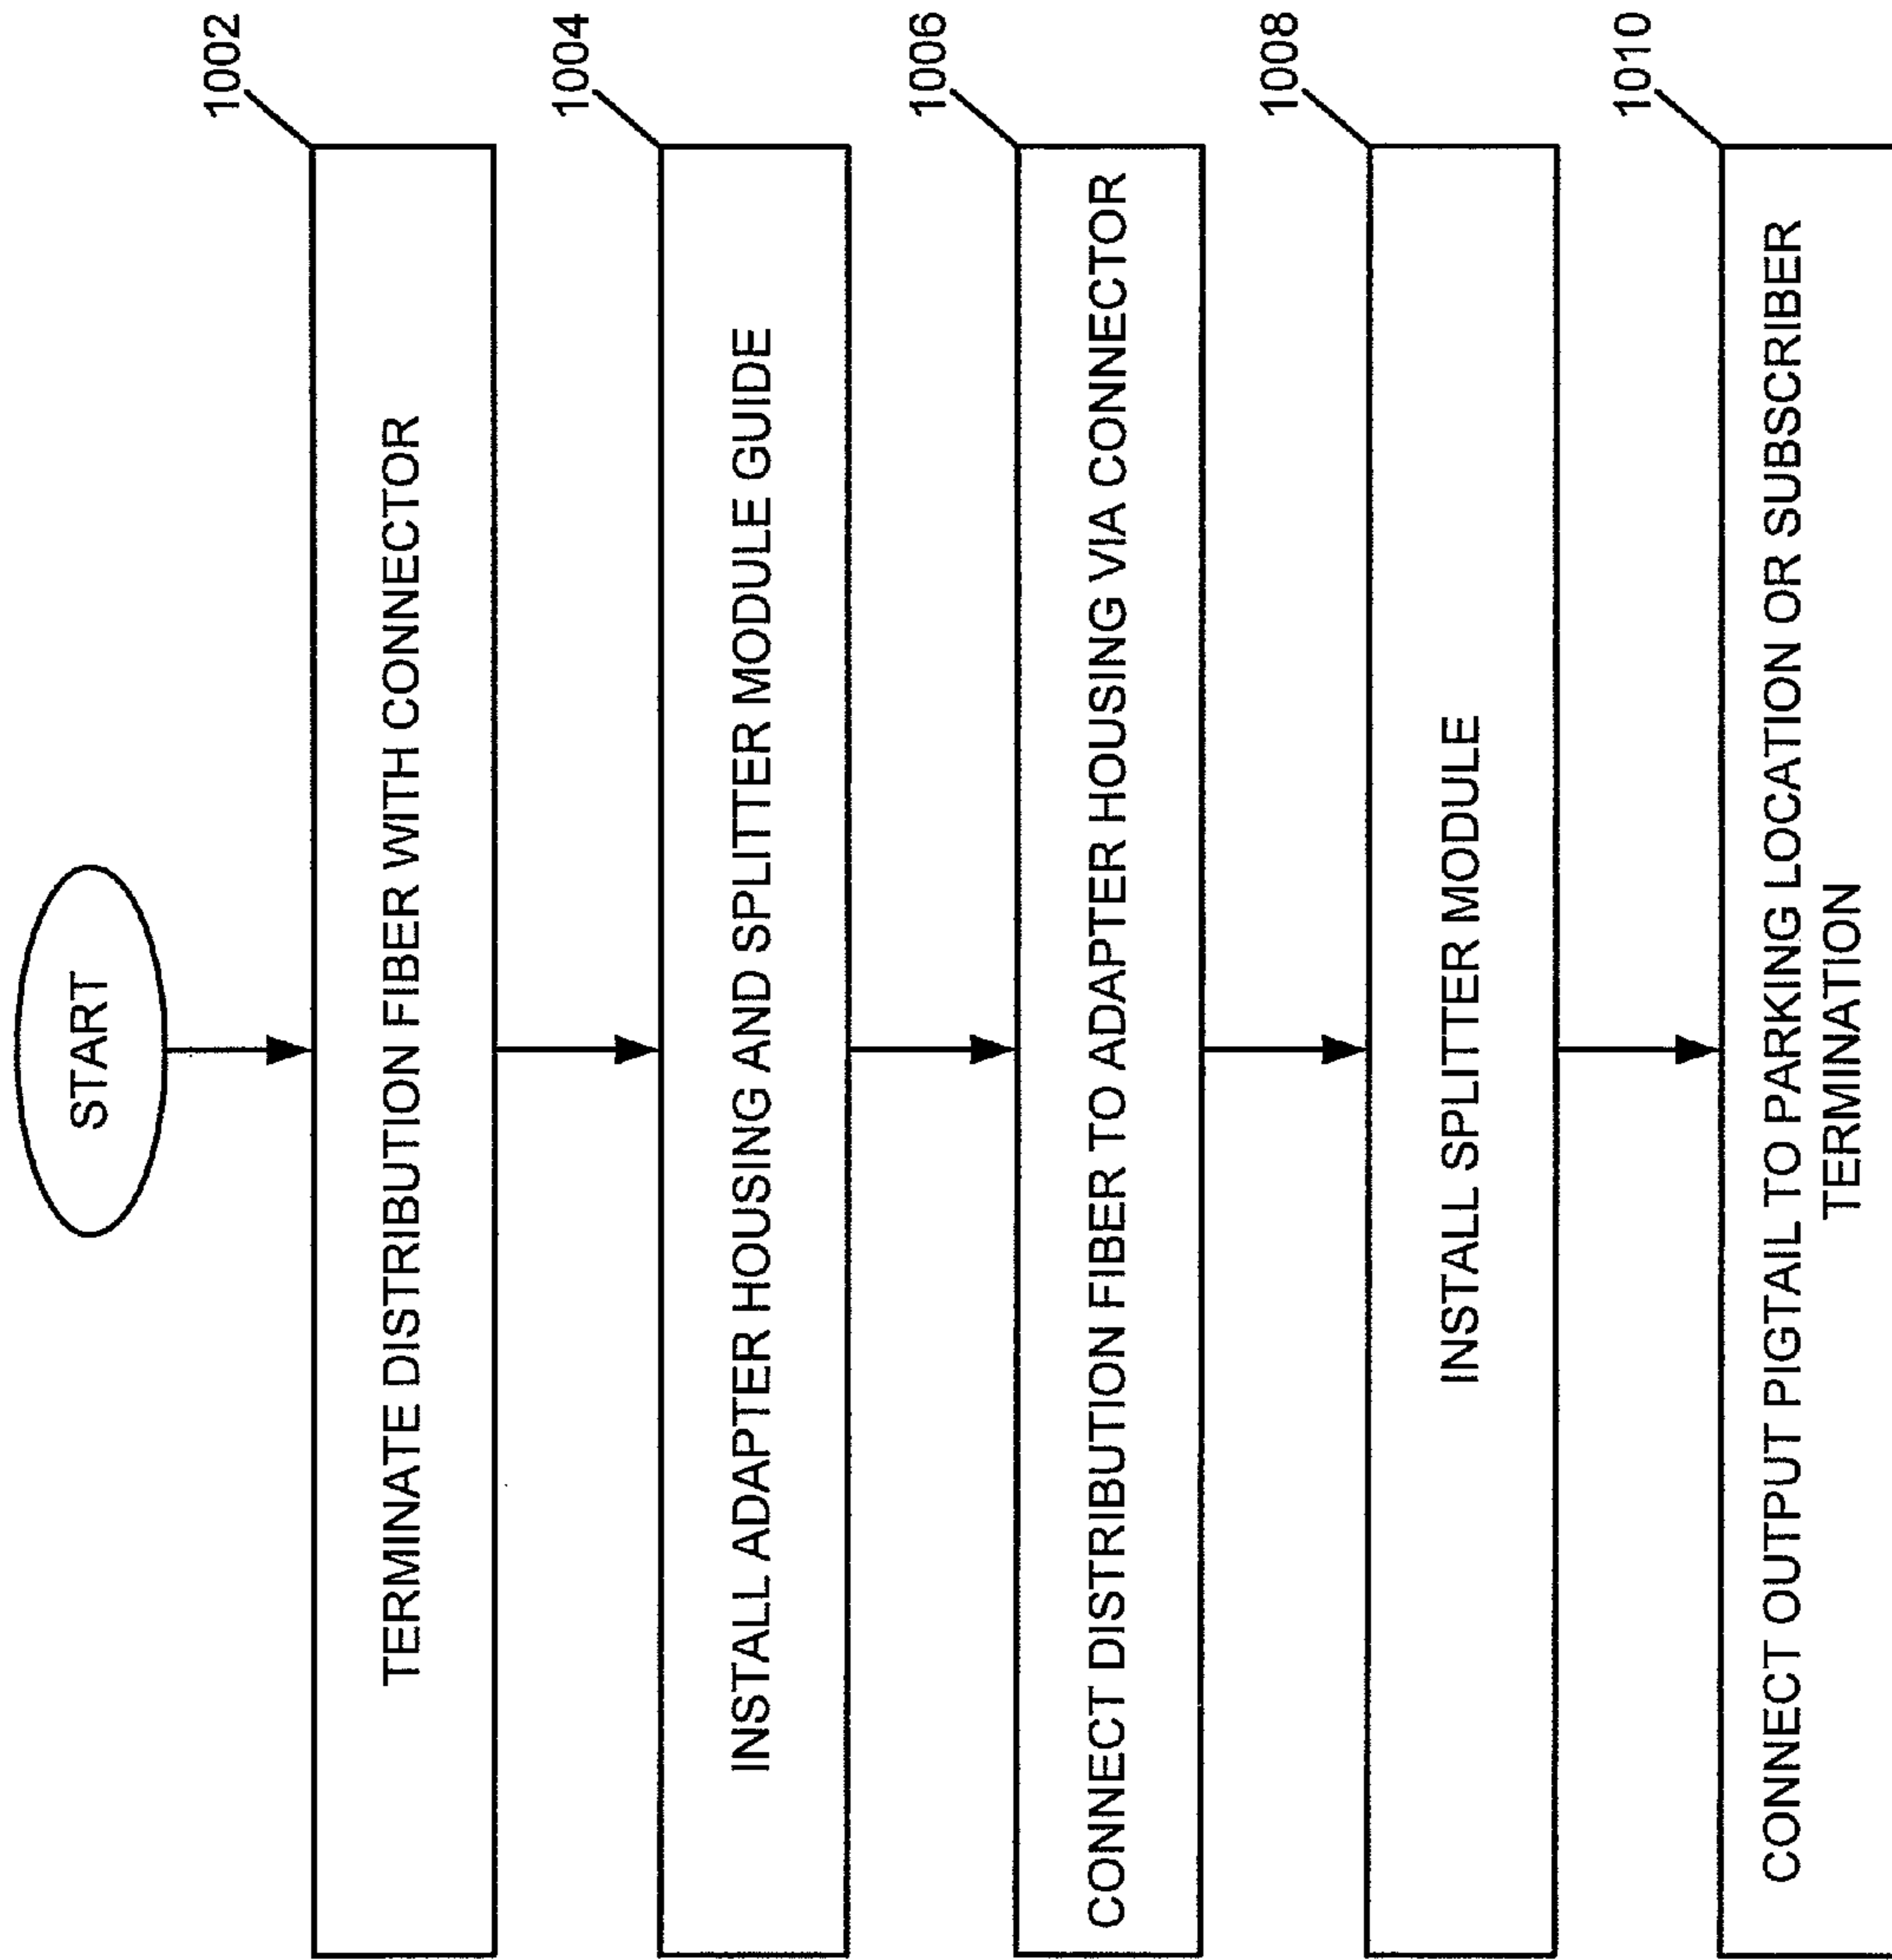 START
1002
TERMINATE DISTRIBUTION FIBER WITH CONNECTOR
1004
INSTALL ADAPTER HOUSING AND SPLITTER MODULE GUIDE
1006
CONNECT DISTRIBUTION FIBER TO ADAPTER HOUSING VIA CONNECTOR
1008
INSTALL SPLITTER MODULE
1010
CONNECT OUTPUT PIGTAIL TO PARKING LOCATION OR SUBSCRIBER
TERMINATION